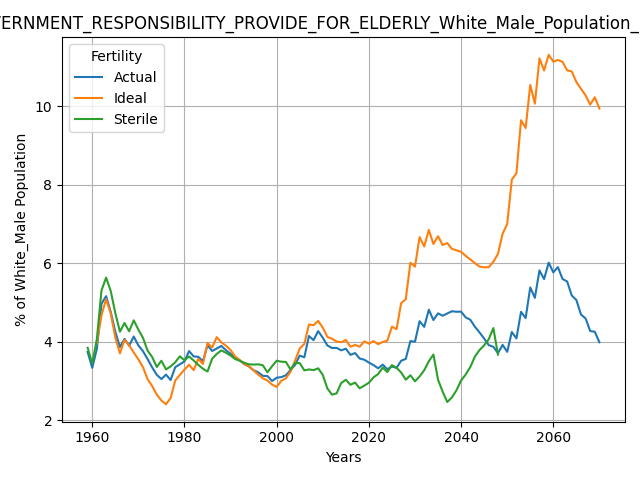 ERNMENT_RESPONSIBILITY_PROVIDE_FOR_ELDERLY_White_Male_Population_
Fertility
Actual
Ideal
Sterile
% of White_Male Population
10
8
6
4
2
1960 1980 2000 2020 2040 2060
Years